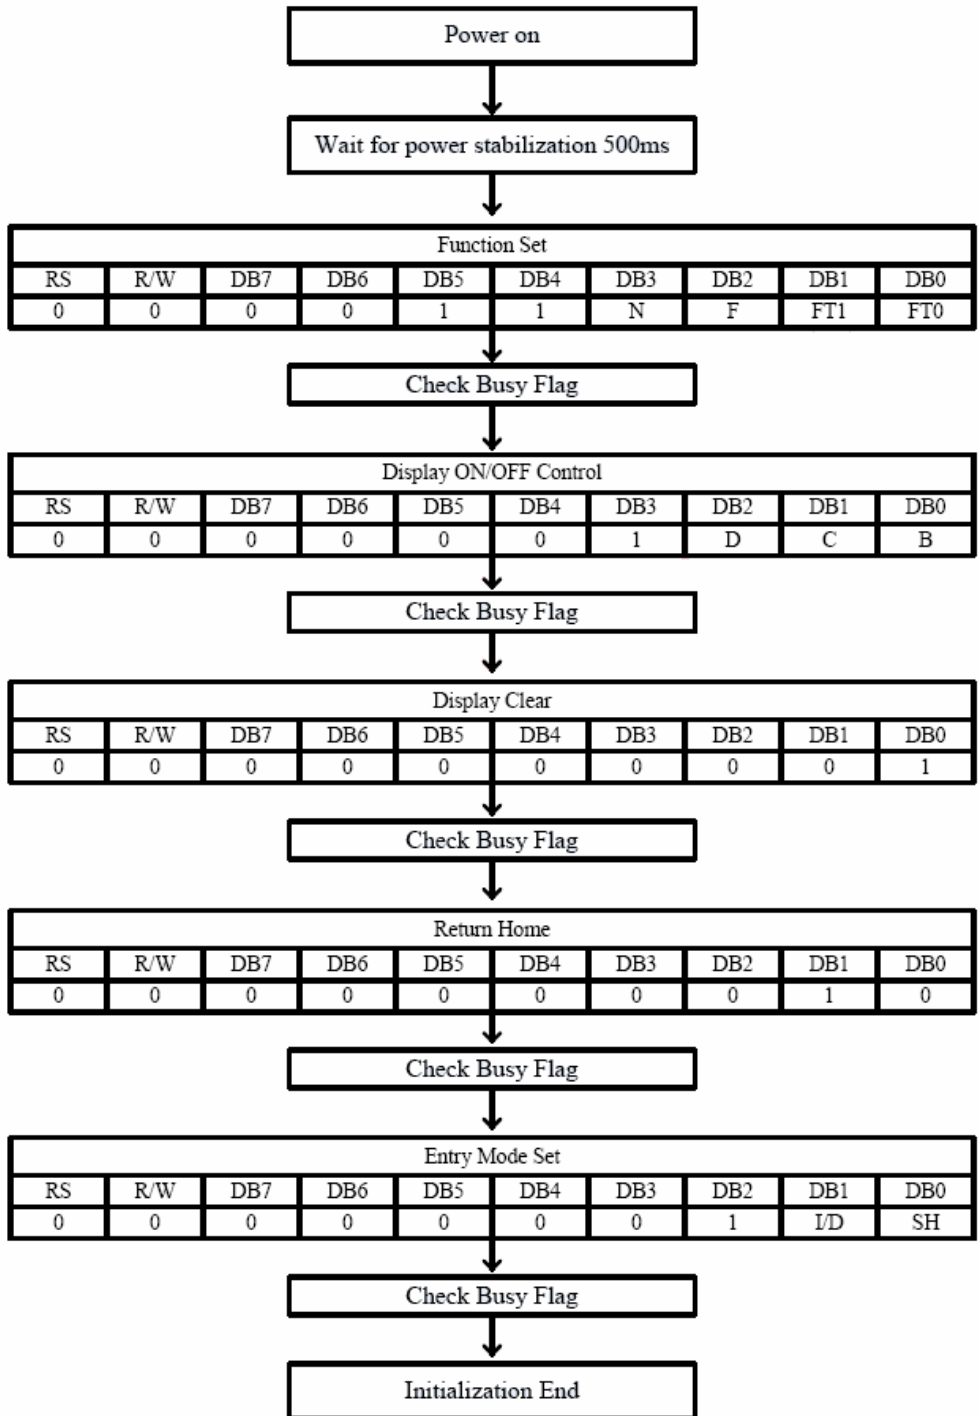 Power on
Wait for power stabilization 500ms
Function Set
RS R/W DB7 DB6 DB5 DB4 DB3 DB2 DB1 DB0
0 0 0 0 1 1 N F FT1 FT0
Check Busy Flag
Display ON/OFF Control
RS R/W DB7 DB6 DB5 DB4 DB3 DB2 DB1 DB0
0 0 0 0 0 0 1 D C B
Check Busy Flag
Display Clear
RS R/W DB7 DB6 DB5 DB4 DB3 DB2 DB1 DB0
0 0 0 0 0 0 0 0 0 1
Check Busy Flag
Return Home
RS R/W DB7 DB6 DB5 DB4 DB3 DB2 DB1 DB0
0 0 0 0 0 0 0 0 1 0
Check Busy Flag
Entry Mode Set
RS R/W DB7 DB6 DB5 DB4 DB3 DB2 DB1 DB0
0 0 0 0 0 0 0 1 I/D SH
Check Busy Flag
Initialization End